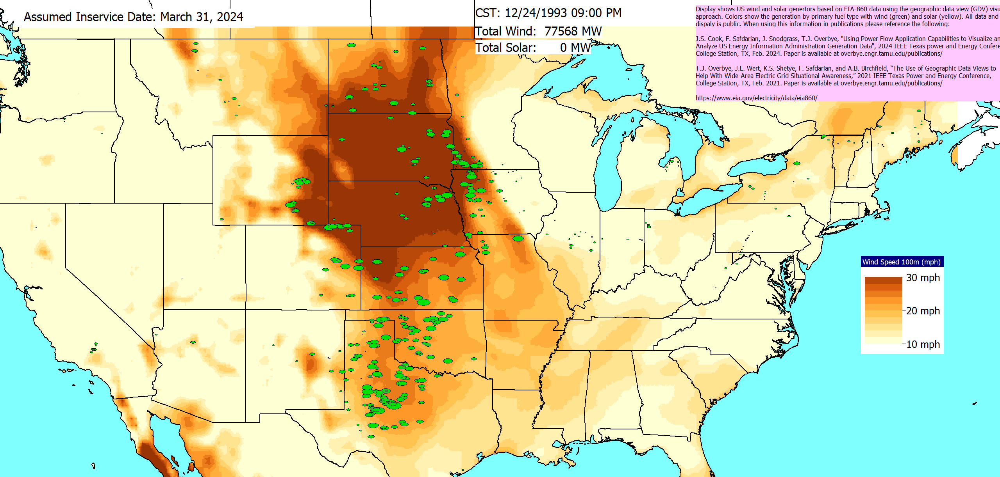 Assumed Inservice Date: March 31, 2024
CST: 12/24/1993 09:00 PM
Total Wind: 77568 MW
Total Solar: 0 MW
Display shows US wind and solar genertors based on EIA-860 data using the geographic data view (GDV)
approach. Colors show the generation by primary fuel type with wind (green) and solar (yellow). All data and
dispaly is public. When using this information in publications please reference the following:
J.S. Cook, F. Safdarian, J. Snodgrass, T.J. Overbye, "Using Power Flow Application Capabilities to Visualize
Analyze US Energy Information Administration Generation Data", 2024 IEEE Texas power and Energy
College Station, TX, Feb. 2024. Paper is available at overbye.engr.tamu.edu/publications/
T.J. Overbye, J.L. Wert, K.S. Shetye, F. Safdarian, and A.B. Birchfield, “The Use of Geographic Data Views to
Help With Wide-Area Electric Grid Situational Awareness,” 2021 IEEE Texas Power and Energy Conference,
College Station, TX, Feb. 2021. Paper is available at overbye.engr.tamu.edu/publications/
https://www.eia.gov/electricity/data/eia860/
Wind Speed 100m (mph)
30 mph
20 mph
10 mph